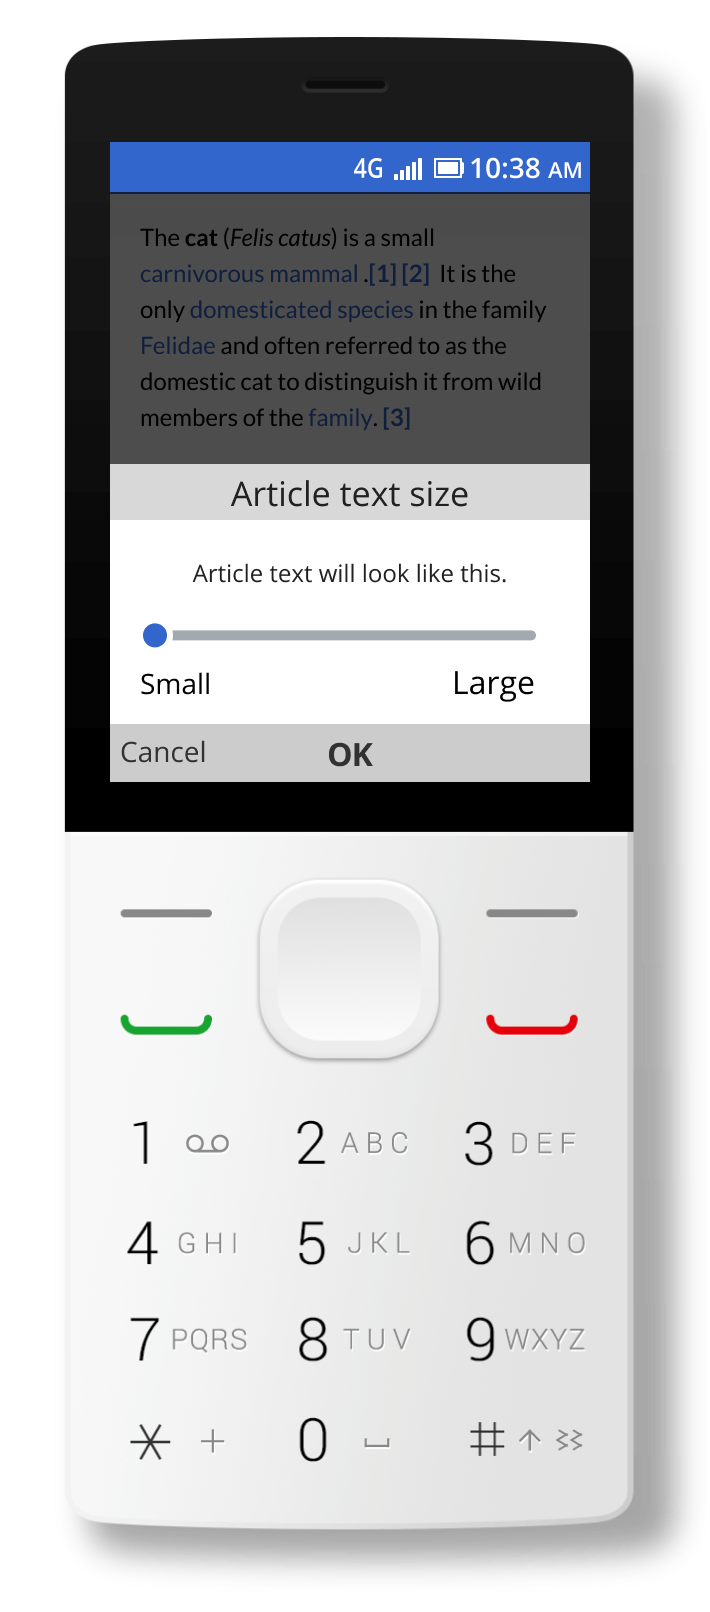 4G 10:38 AM
The cat (Felis catus) is a small
carnivorous mammal .[1] [2] It is the
only domesticated species in the family
Felidae and often referred to as the
domestic cat to distinguish it from wild
members of the family. [3]
Article text size
Article text will look like this.
Small Large
Cancel OK
1 2 ABC 3 DEF
4 GHI 5 JKL 6 MNO
7 PQRS 8 TUV 9 WXYZ
* + 0 #